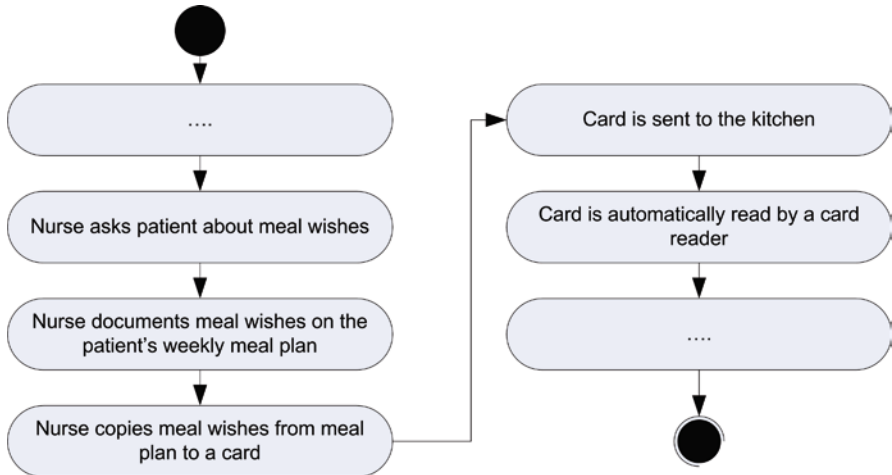 ....
Nurse asks patient about meal wishes
Nurse documents meal wishes on the
patient's weekly meal plan
Nurse copies meal wishes from meal
plan to a card
Card is sent to the kitchen
Card is automatically read by a card
reader
....